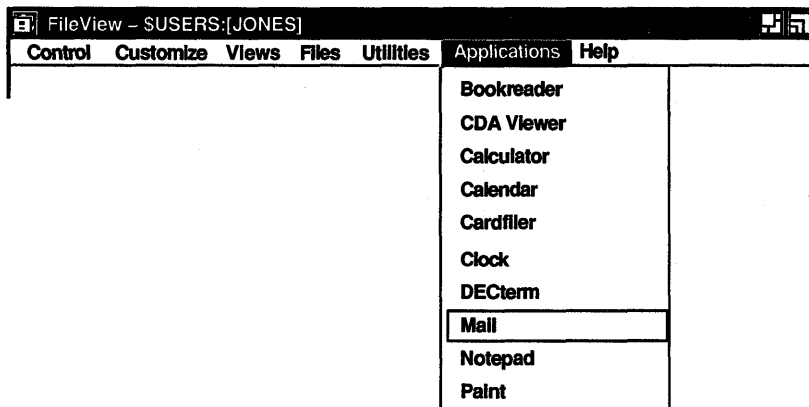 FileView – $USERS:[JONES]
Control Customize Views Files Utilities Applications Help
Bookreader
CDA Viewer
Calculator
Calendar
Cardfiler
Clock
DECterm
Mail
Notepad
Paint